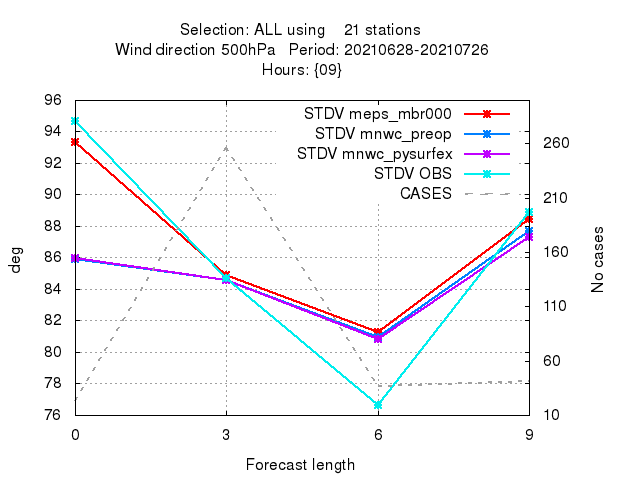 Selection: ALL using 21 stations
Wind direction 500hPa Period: 20210628-20210726
Hours: {09}
STDV meps_mbr000
STDV mnwc_preop
STDV mnwc_pysurfex
STDV OBS
CASES
96
94
92
90
88
86
84
82
80
78
76
deg
260
210
160
110
60
10
No cases
0 3 6 9
Forecast length